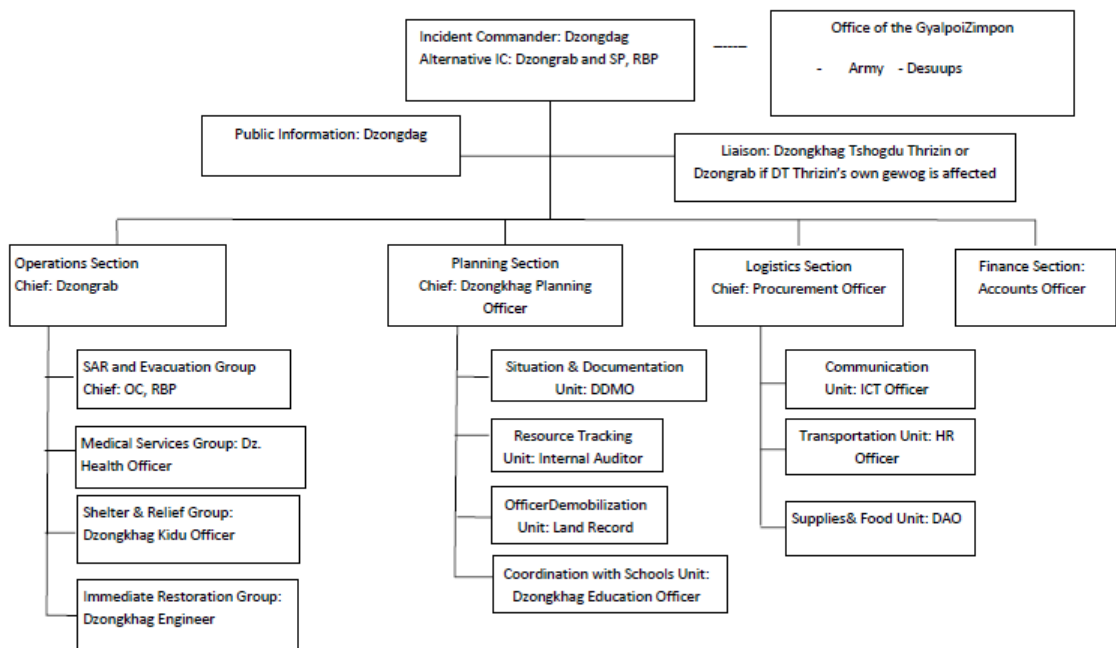 Incident Commander: Dzongdag
Alternative IC: Dzongrab and SP, RBP
Office of the GyalpoiZimpon
- Army - Desuups
Public Information: Dzongdag
Liaison: Dzongkhag Tshogdu Thrizin or
Dzongrab if DT Thrizin's own gewog is affected
Operations Section
Chief: Dzongrab
Planning Section
Chief: Dzongkhag Planning
Officer
Logistics Section
Chief: Procurement Officer
Finance Section:
Accounts Officer
SAR and Evacuation Group
Chief: OC, RBP
Medical Services Group: Dz.
Health Officer
Shelter & Relief Group:
Dzongkhag Kidu Officer
Immediate Restoration Group:
Dzongkhag Engineer
Situation & Documentation
Unit: DDMO
Resource Tracking
Unit: Internal Auditor
OfficerDemobilization
Unit: Land Record
Coordination with Schools Unit:
Dzongkhag Education Officer
Communication
Unit: ICT Officer
Transportation Unit: HR
Officer
Supplies& Food Unit: DAO